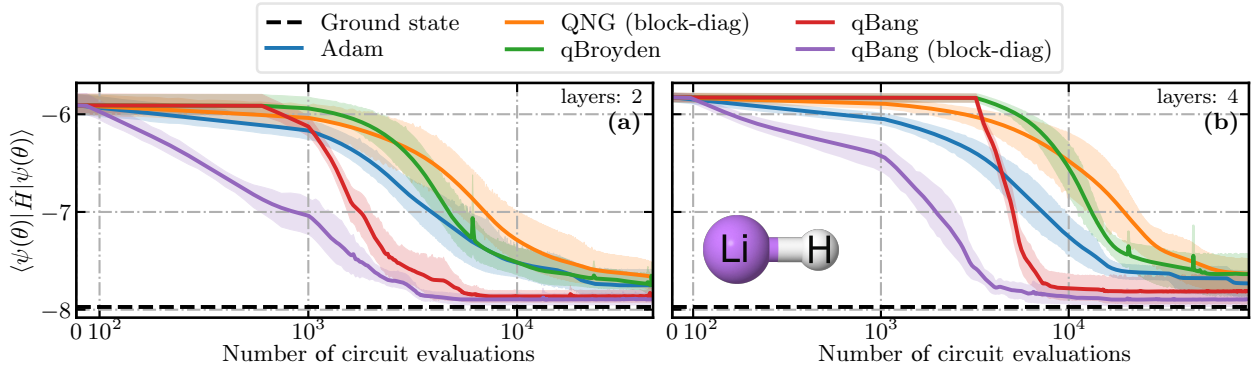 Ground state
Adam
QNG (block-diag)
qBroyden
qBang
qBang (block-diag)
⟨ψ(θ)|Ĥ|ψ(θ)⟩
−6
−7
−8
layers: 2
(a)
0 10²
10³
10⁴
Number of circuit evaluations
layers: 4
(b)
Li
H
0 10²
10³
10⁴
Number of circuit evaluations